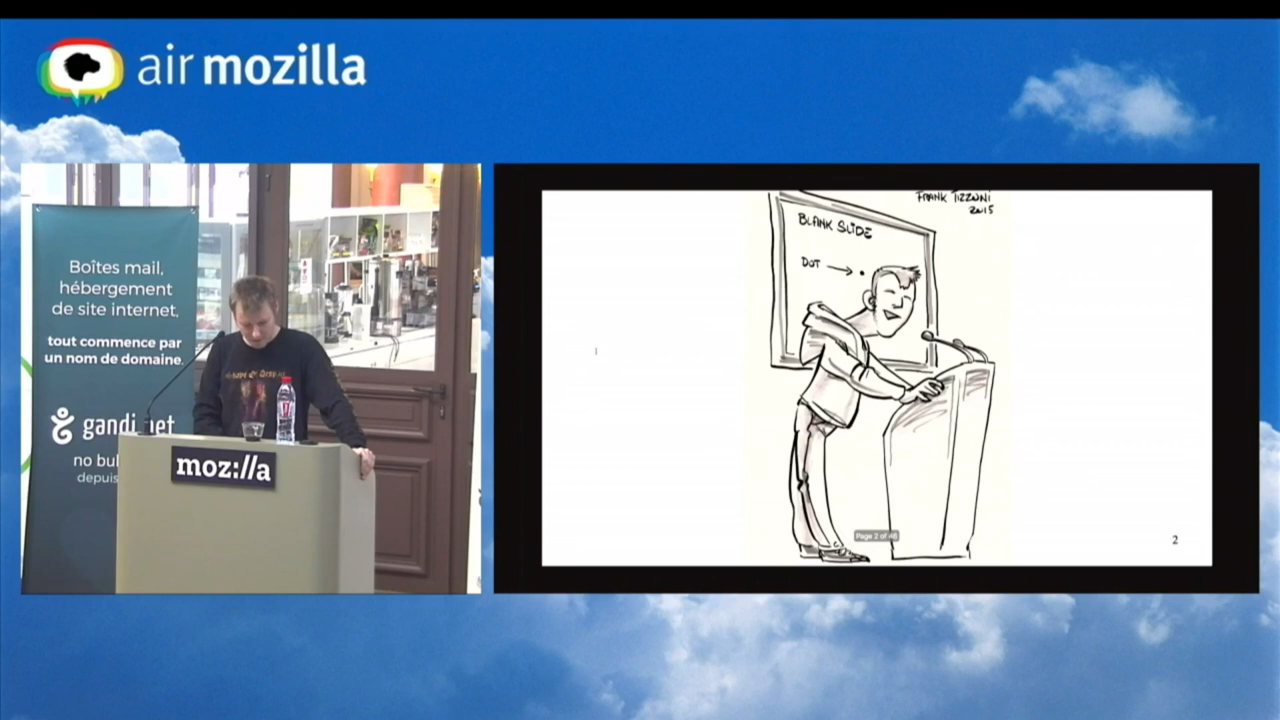 air mozilla
Boîtes mail,
hébergement
de site internet,
tout commence par
un nom de domaine.
gandi.net
no bul
depuis
moz://a
FRANK TIZZONI
2015
BLANK SLIDE
DOT
Page 2 of 46
2